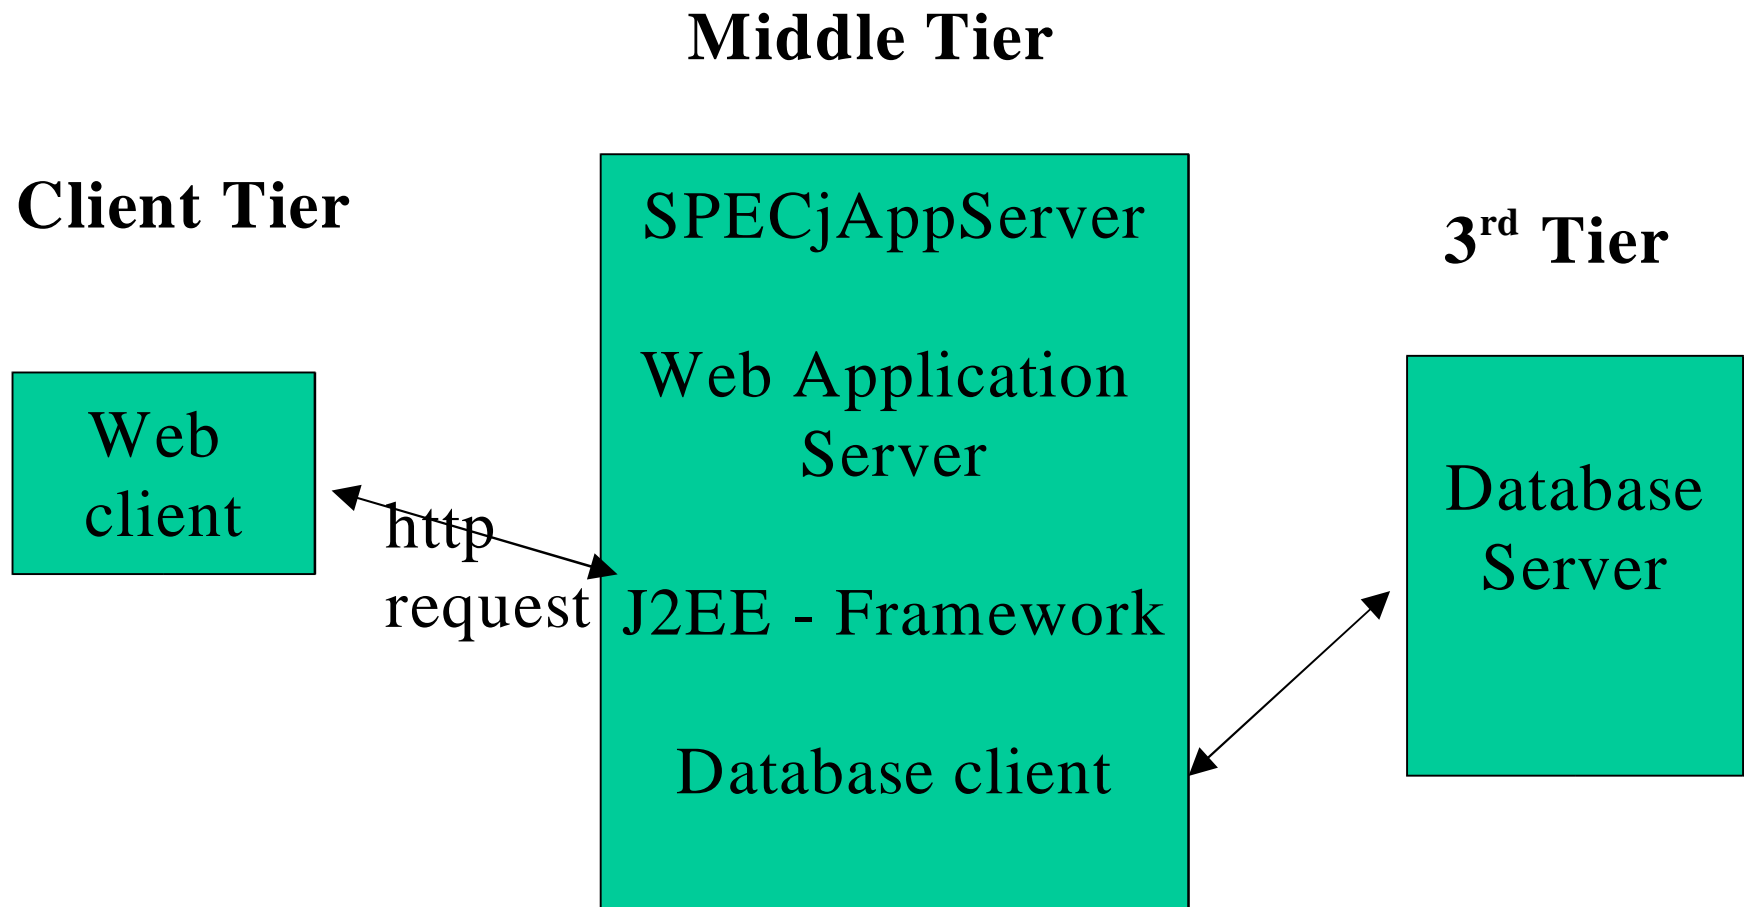 Middle Tier
Client Tier
Web
client
http
request
SPECjAppServer
Web Application
Server
J2EE - Framework
Database client
3rd Tier
Database
Server